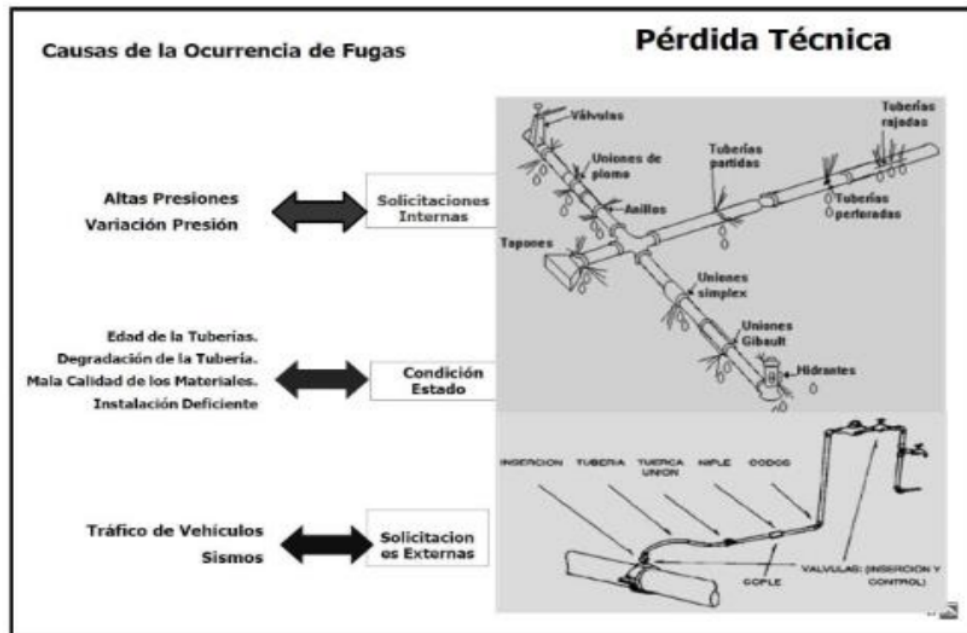 Causas de la Ocurrencia de Fugas
Pérdida Técnica
Altas Presiones
Variación Presión
Solicitaciones
Internas
Edad de la Tuberías.
Degradación de la Tubería.
Mala Calidad de los Materiales.
Instalación Deficiente
Condición
Estado
Tráfico de Vehículos
Sismos
Solicitacion
es Externas
Válvulas
Uniones de
plomo
Anillos
Tapones
Tuberías
partidas
Tuberías
rajadas
Tuberías
perforadas
Uniones
simplex
Uniones
Gibault
Hidrantes
INSERCION
TUBERIA
TUERCA
UNION
NIPLE
CODOS
COPLE
VALVULAS: (INSERCION Y
CONTROL)